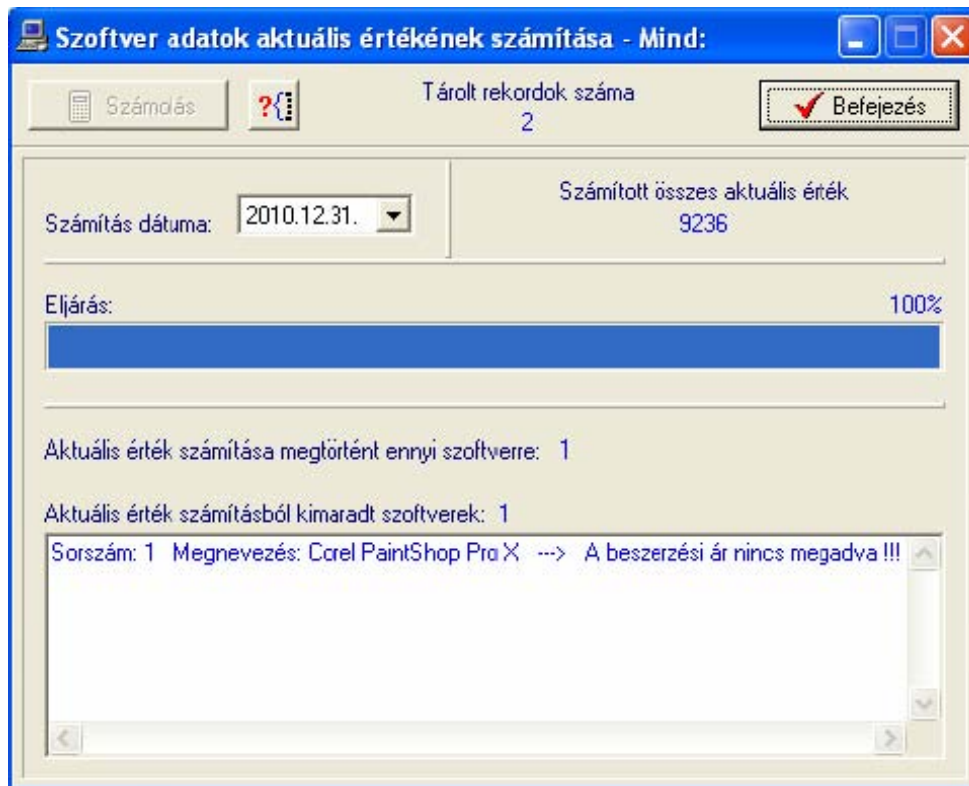 Szoftver adatok aktuális értékének számítása - Mind:
Számolás
?{
Tárolt rekordok száma
2
Befejezés
Számítás dátuma:
2010.12.31.
Számított összes aktuális érték
9236
Eljárás:
100%
Aktuális érték számítása megtörtént ennyi szoftverre: 1
Aktuális érték számításból kimaradt szoftverek: 1
Sorszám: 1 Megnevezés: Corel PaintShop Pro X ---> A beszerzési ár nincs megadva !!!